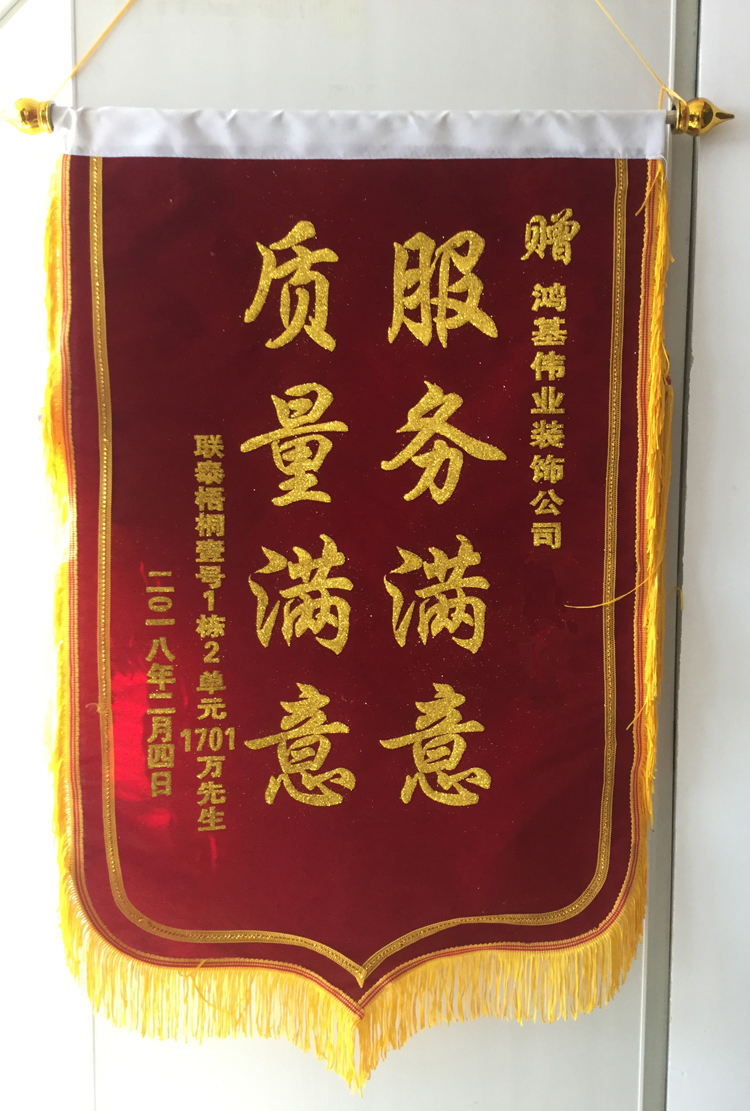 赠 鸿基伟业装饰公司
服务满意
质量满意
联泰梧桐壹号1栋2单元1701万先生
二〇一八年二月四日